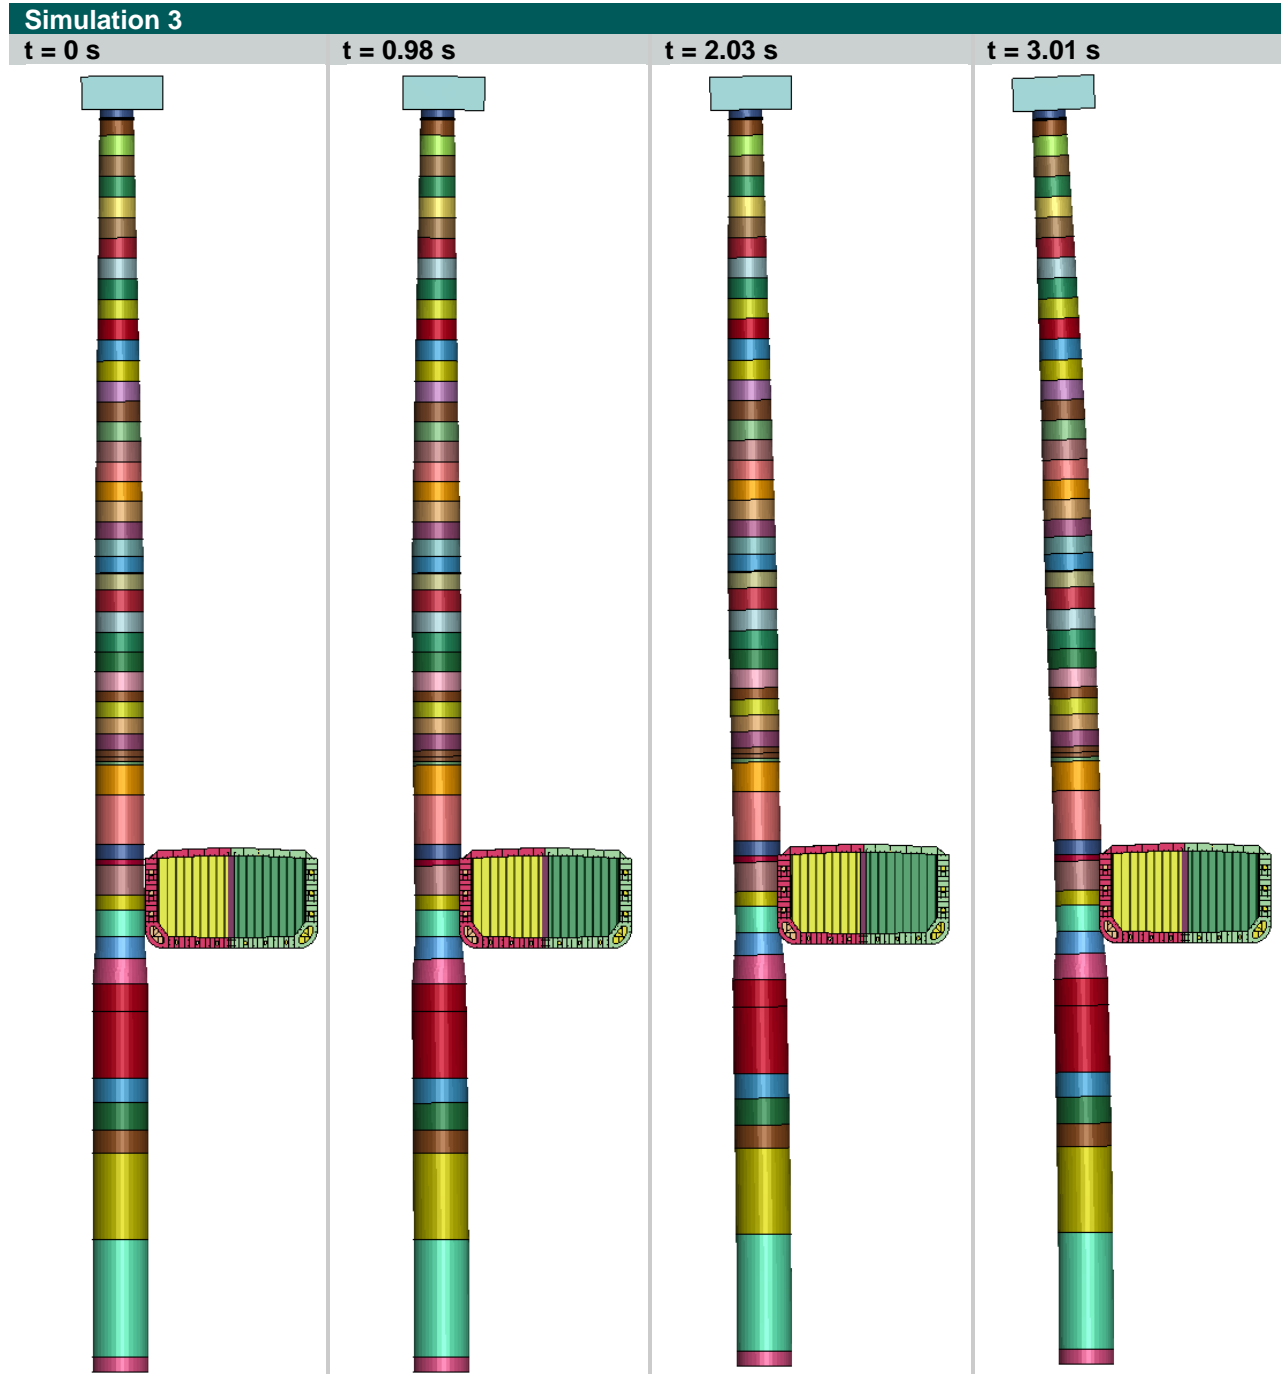 Simulation 3
t = 0 s
t = 0.98 s
t = 2.03 s
t = 3.01 s